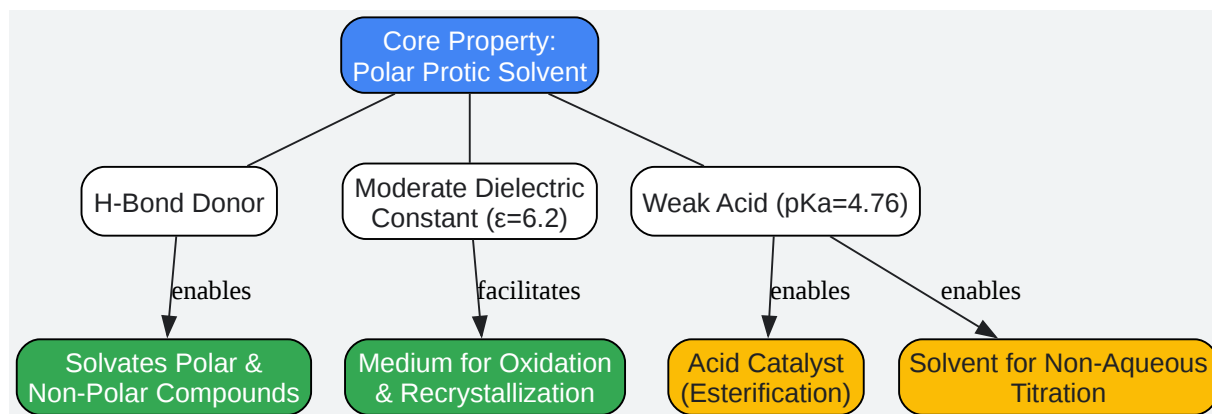 Core Property:
Polar Protic Solvent
H-Bond Donor
Moderate Dielectric
Constant (ε=6.2)
Weak Acid (pKa=4.76)
enables
facilitates
enables
enables
Solvates Polar &
Non-Polar Compounds
Medium for Oxidation
& Recrystallization
Acid Catalyst
(Esterification)
Solvent for Non-Aqueous
Titration